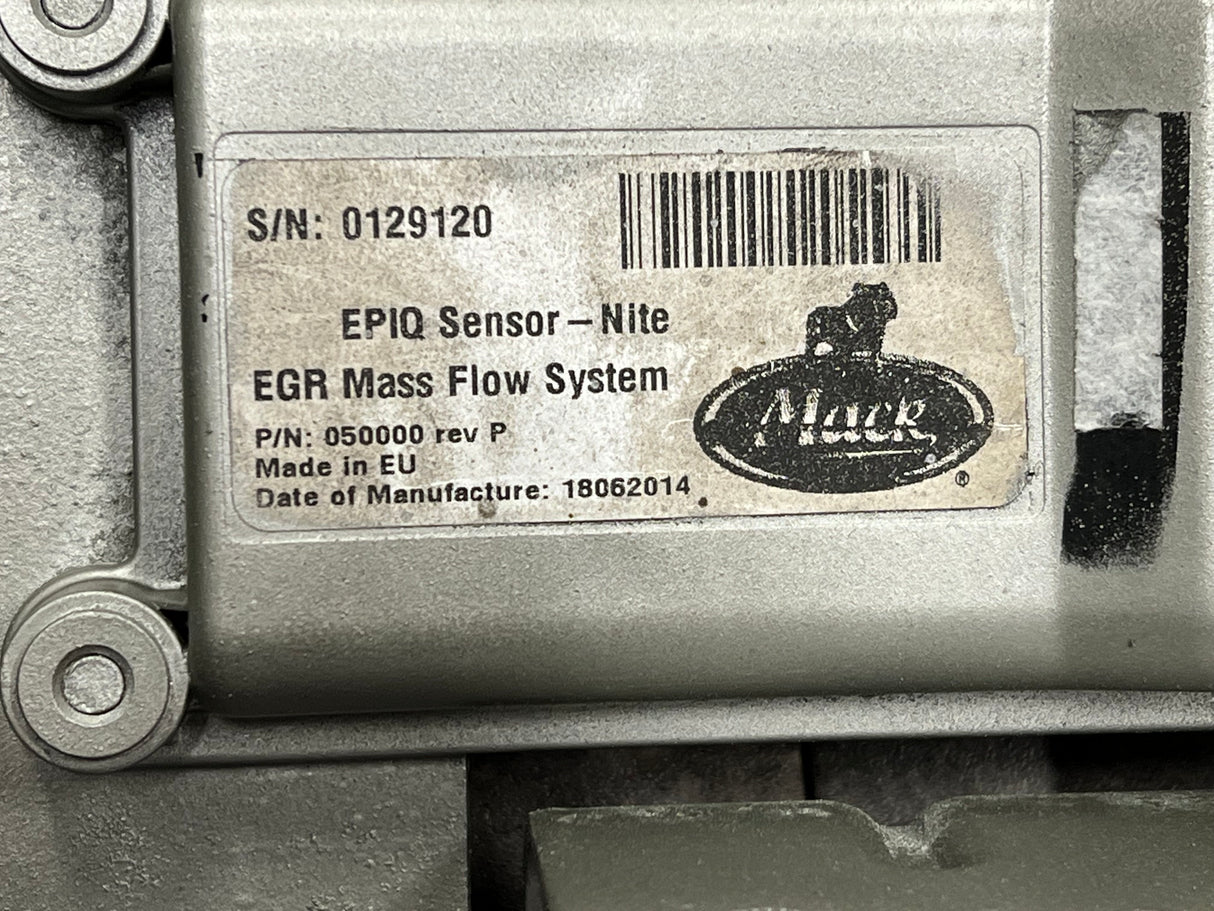 S/N: 0129120
EPIQ Sensor – Nite
EGR Mass Flow System
P/N: 050000 rev P
Made in EU
Date of Manufacture: 18062014
Mack
®